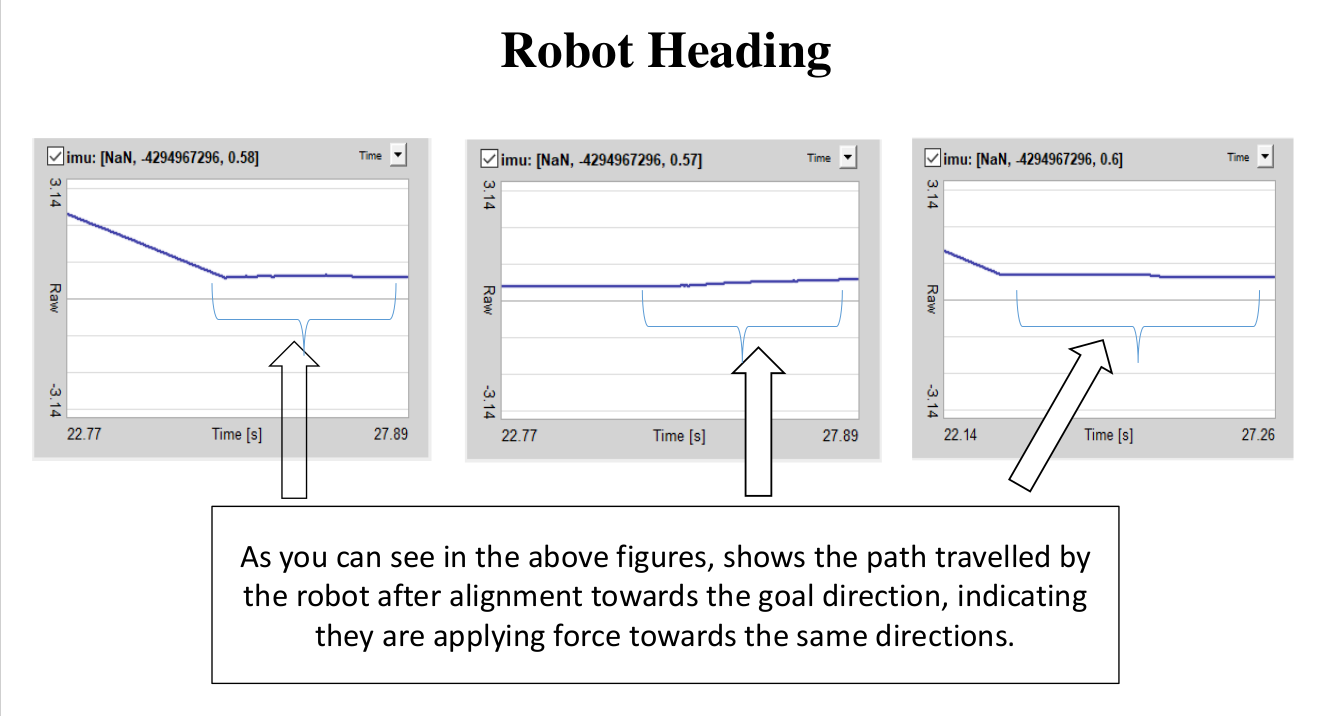 Robot Heading
imu: [NaN, -4294967296, 0.58]
Time
3.14
Raw
-3.14
22.77
Time [s]
27.89
imu: [NaN, -4294967296, 0.57]
Time
3.14
Raw
-3.14
22.77
Time [s]
27.89
imu: [NaN, -4294967296, 0.6]
Time
3.14
Raw
-3.14
22.14
Time [s]
27.26
As you can see in the above figures, shows the path travelled by
the robot after alignment towards the goal direction, indicating
they are applying force towards the same directions.